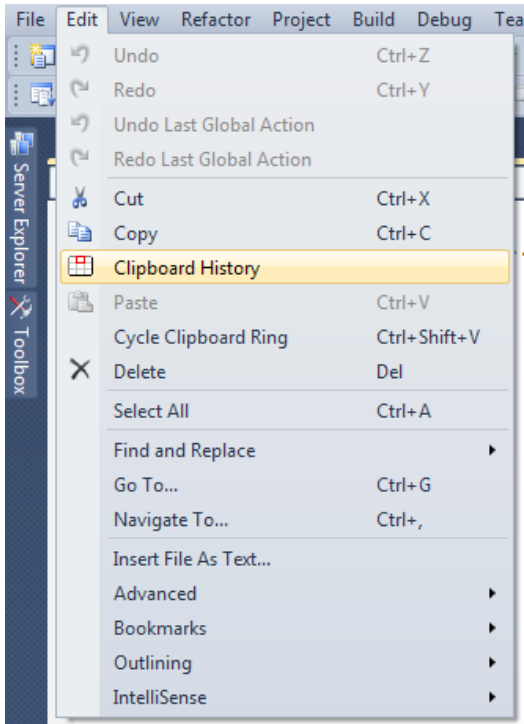 File Edit View Refactor Project Build Debug Tea
Undo Ctrl+Z
Redo Ctrl+Y
Undo Last Global Action
Redo Last Global Action
Cut Ctrl+X
Copy Ctrl+C
Clipboard History
Paste Ctrl+V
Cycle Clipboard Ring Ctrl+Shift+V
Delete Del
Select All Ctrl+A
Find and Replace
Go To... Ctrl+G
Navigate To... Ctrl+,
Insert File As Text...
Advanced
Bookmarks
Outlining
IntelliSense
Server Explorer
Toolbox